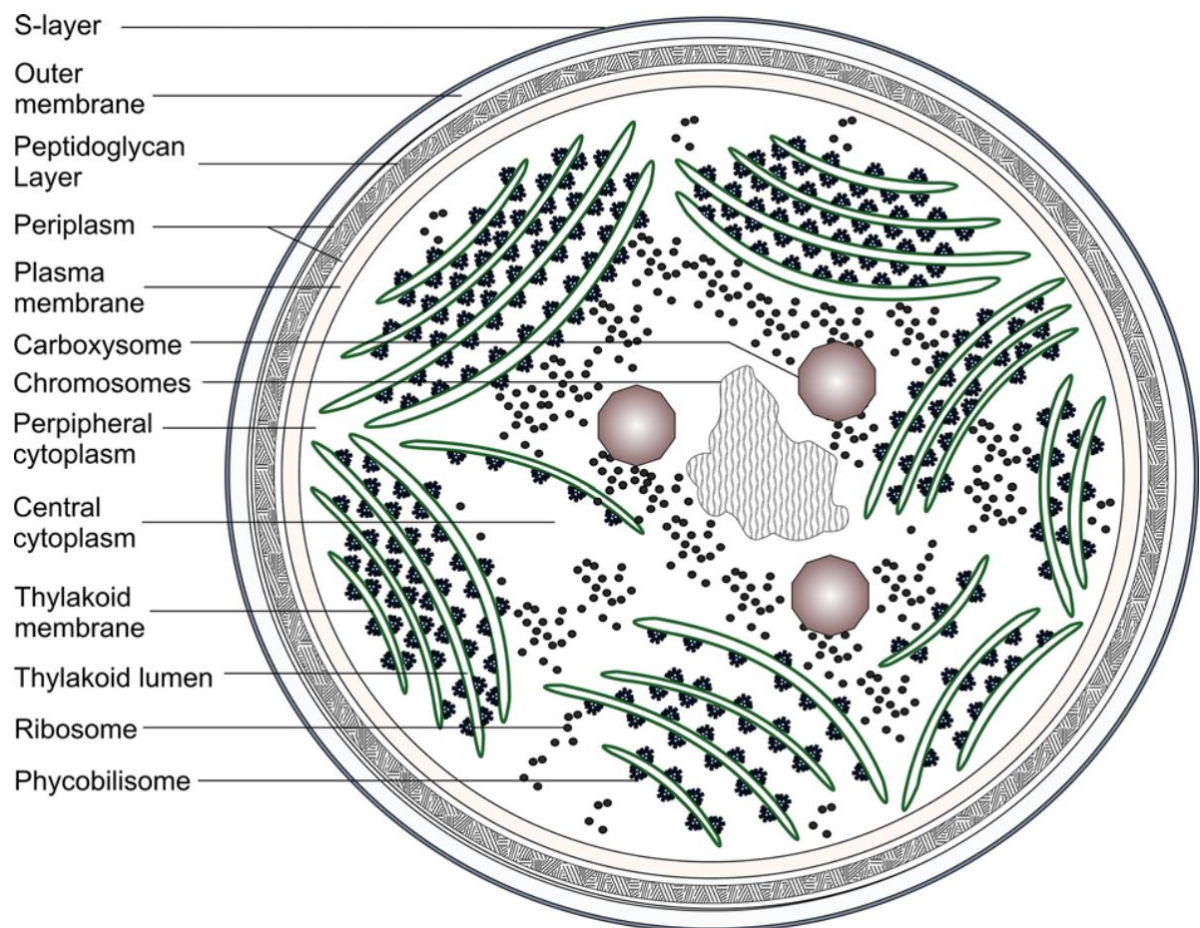 S-layer
Outer
membrane
Peptidoglycan
Layer
Periplasm
Plasma
membrane
Carboxysome
Chromosomes
Perpipheral
cytoplasm
Central
cytoplasm
Thylakoid
membrane
Thylakoid lumen
Ribosome
Phycobilisome